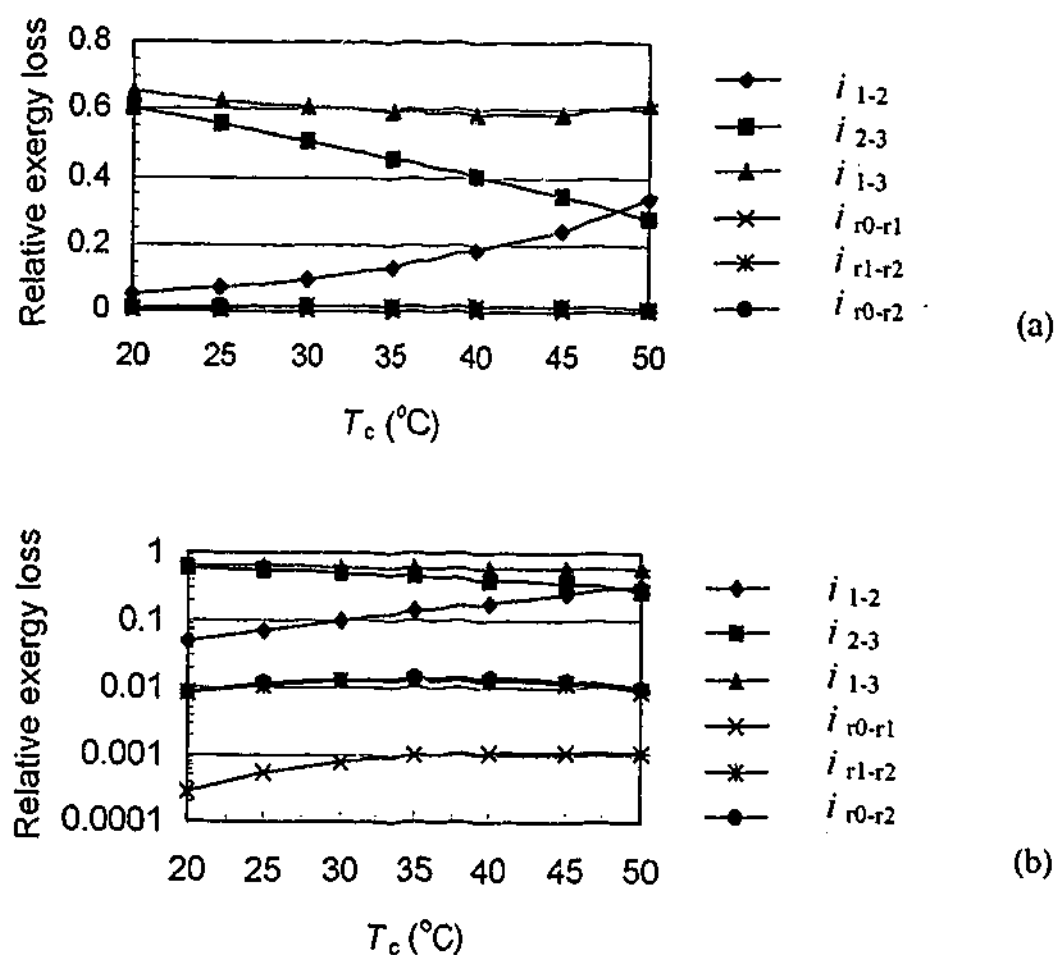 Relative exergy loss
0.8
0.6
0.4
0.2
0
20 25 30 35 40 45 50
T c (°C)
i 1-2
i 2-3
i 1-3
i r0-r1
i r1-r2
i r0-r2
(a)
Relative exergy loss
1
0.1
0.01
0.001
0.0001
20 25 30 35 40 45 50
T c (°C)
i 1-2
i 2-3
i 1-3
i r0-r1
i r1-r2
i r0-r2
(b)